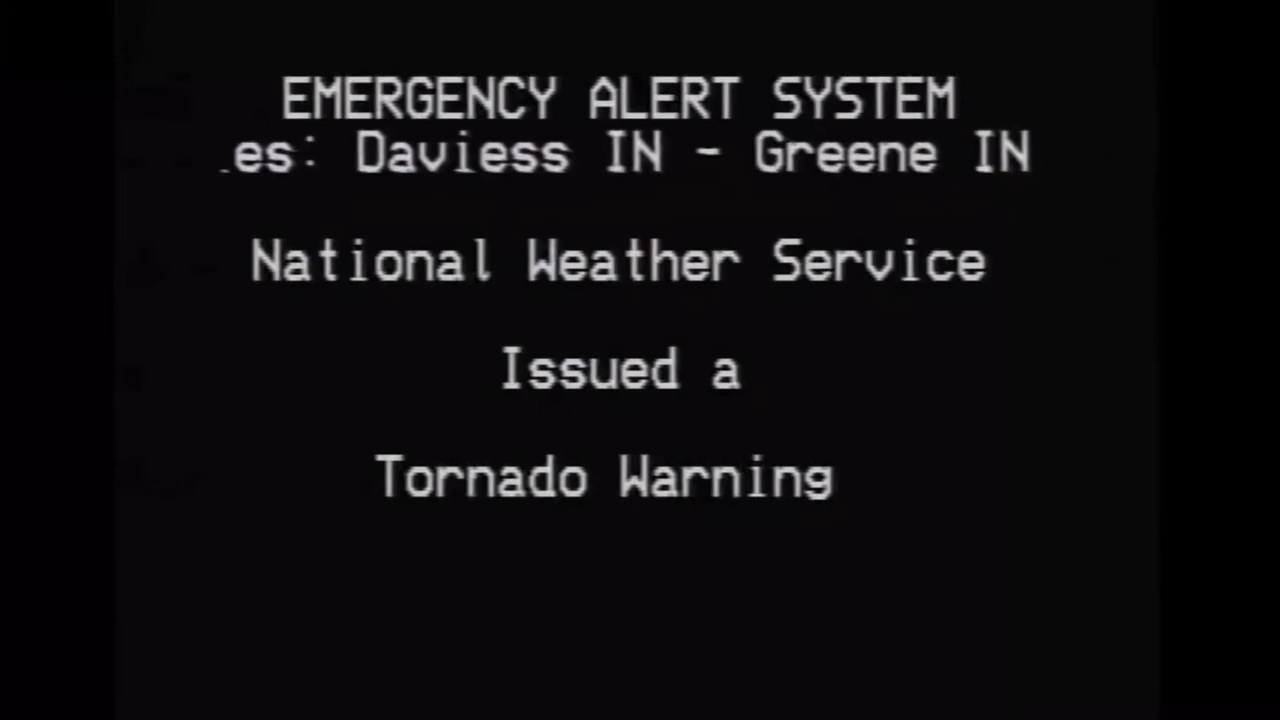 EMERGENCY ALERT SYSTEM
es: Daviess IN - Greene IN
National Weather Service
Issued a
Tornado Warning